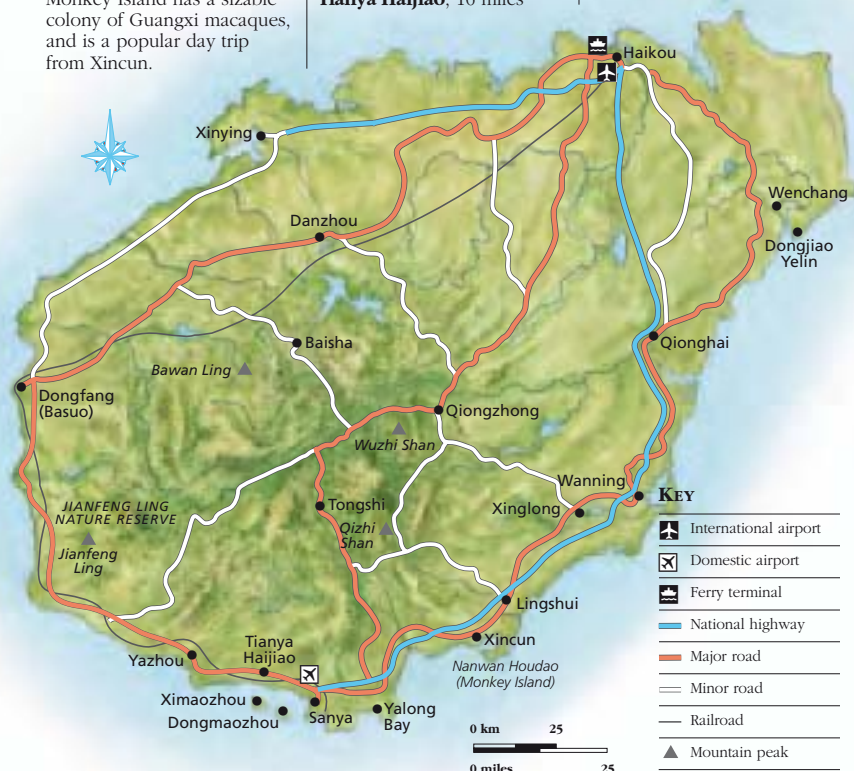 Monkey Island has a sizable
colony of Guangxi macaques,
and is a popular day trip
from Xincun.
Tianya Haijiao, 16 miles
Haikou
Xinying
Wenchang
Danzhou
Dongjiao
Yelin
Baisha
Qionghai
Bawan Ling
Dongfang
(Basuo)
Qiongzhong
Wuzhi Shan
Wanning
Xinglong
Tongshi
JIANFENG LING
NATURE RESERVE
Qizhi
Shan
Jianfeng
Ling
Lingshui
Xincun
Tianya
Haijiao
Yazhou
Nanwan Houdao
(Monkey Island)
Ximaozhou
Dongmaozhou
Sanya
Yalong
Bay
KEY
International airport
Domestic airport
Ferry terminal
National highway
Major road
Minor road
Railroad
Mountain peak
0 km 25
0 miles 25